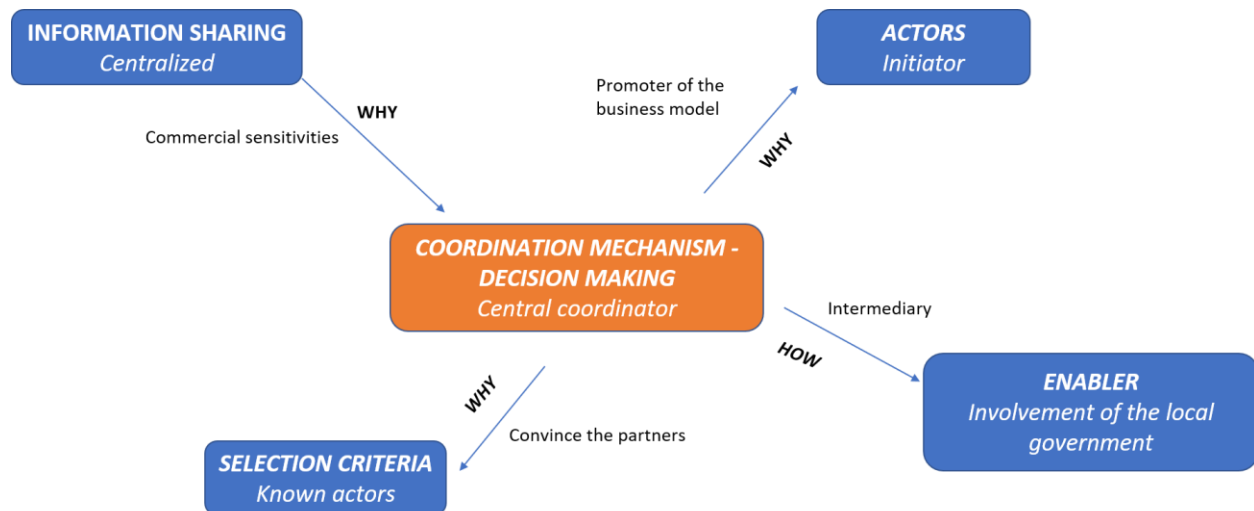 INFORMATION SHARING
Centralized
ACTORS
Initiator
Promoter of the
business model
WHY
Commercial sensitivities
WHY
COORDINATION MECHANISM -
DECISION MAKING
Central coordinator
Intermediary
HOW
ENABLER
Involvement of the local
government
WHY
Convince the partners
SELECTION CRITERIA
Known actors